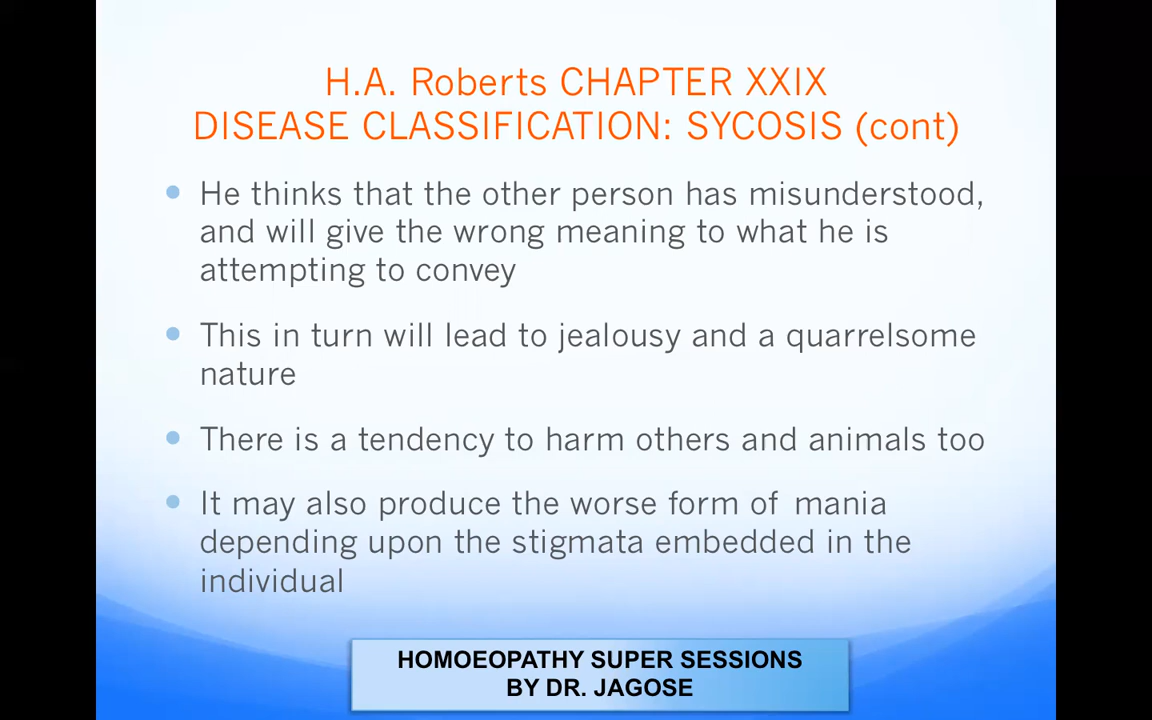 H.A. Roberts CHAPTER XXIX
DISEASE CLASSIFICATION: SYCOSIS (cont)
He thinks that the other person has misunderstood,
and will give the wrong meaning to what he is
attempting to convey
This in turn will lead to jealousy and a quarrelsome
nature
There is a tendency to harm others and animals too
It may also produce the worse form of mania
depending upon the stigmata embedded in the
individual
HOMOEOPATHY SUPER SESSIONS
BY DR. JAGOSE